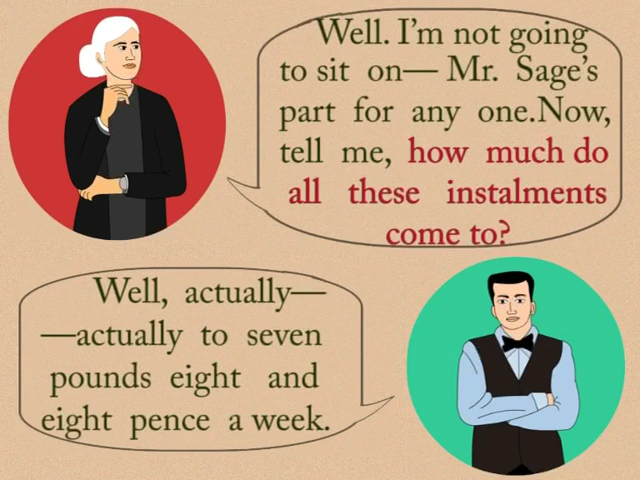 Well. I'm not going
to sit on— Mr. Sage's
part for any one.Now,
tell me, how much do
all these instalments
come to?
Well, actually—
—actually to seven
pounds eight and
eight pence a week.